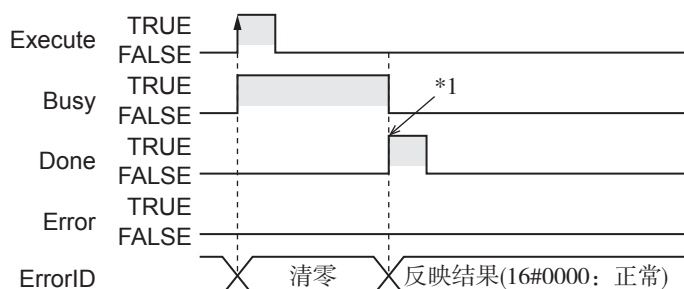 Execute TRUE
FALSE
Busy TRUE
FALSE
*1
Done TRUE
FALSE
Error TRUE
FALSE
ErrorID 清零 反映结果(16#0000：正常)